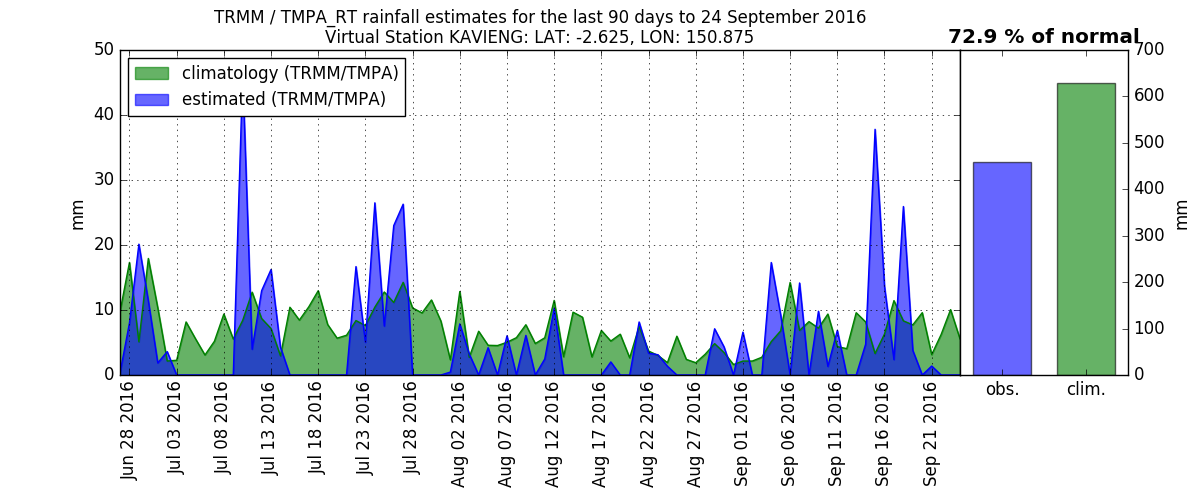 TRMM / TMPA_RT rainfall estimates for the last 90 days to 24 September 2016
Virtual Station KAVIENG: LAT: -2.625, LON: 150.875
72.9 % of normal
climatology (TRMM/TMPA)
estimated (TRMM/TMPA)
mm
50
40
30
20
10
0
Jun 28 2016
Jul 03 2016
Jul 08 2016
Jul 13 2016
Jul 18 2016
Jul 23 2016
Jul 28 2016
Aug 02 2016
Aug 07 2016
Aug 12 2016
Aug 17 2016
Aug 22 2016
Aug 27 2016
Sep 01 2016
Sep 06 2016
Sep 11 2016
Sep 16 2016
Sep 21 2016
obs.
clim.
700
600
500
400
300
200
100
0
mm